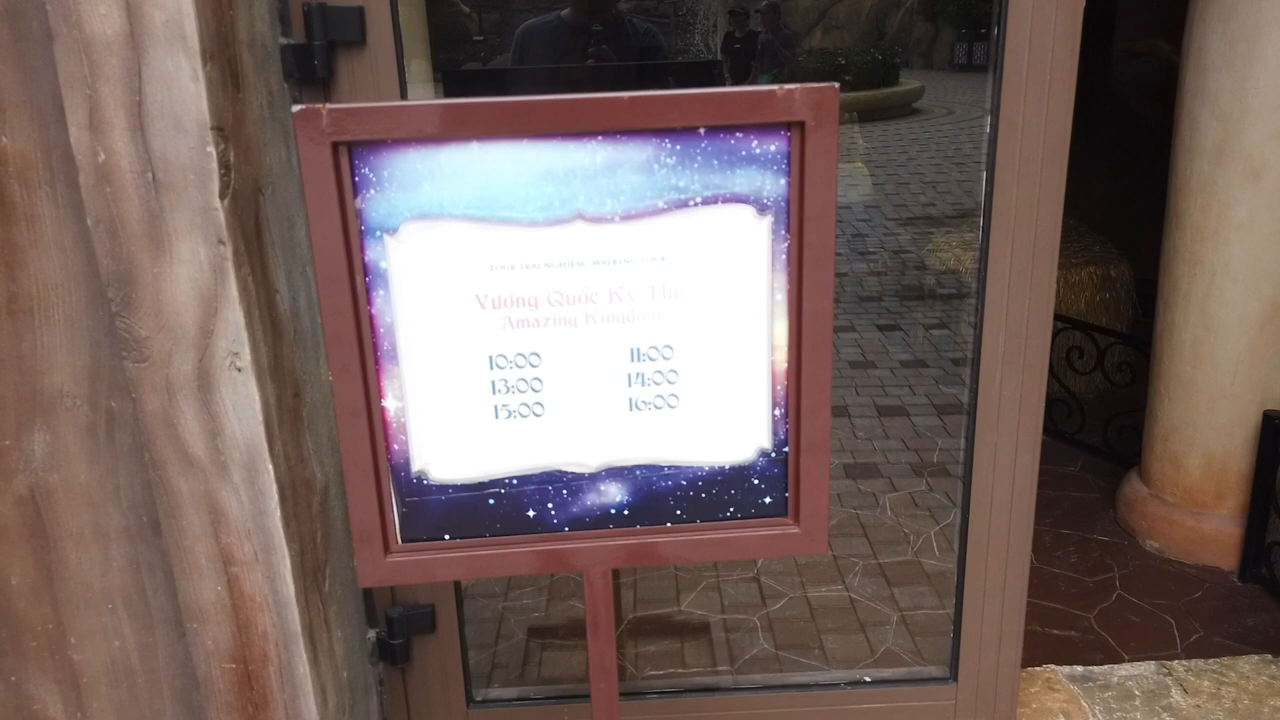 TOUR TRẢI NGHIỆM/ WALKING TOUR
Vương Quốc Kỳ Thú
Amazing Kingdom
10:00 11:00
13:00 14:00
15:00 16:00